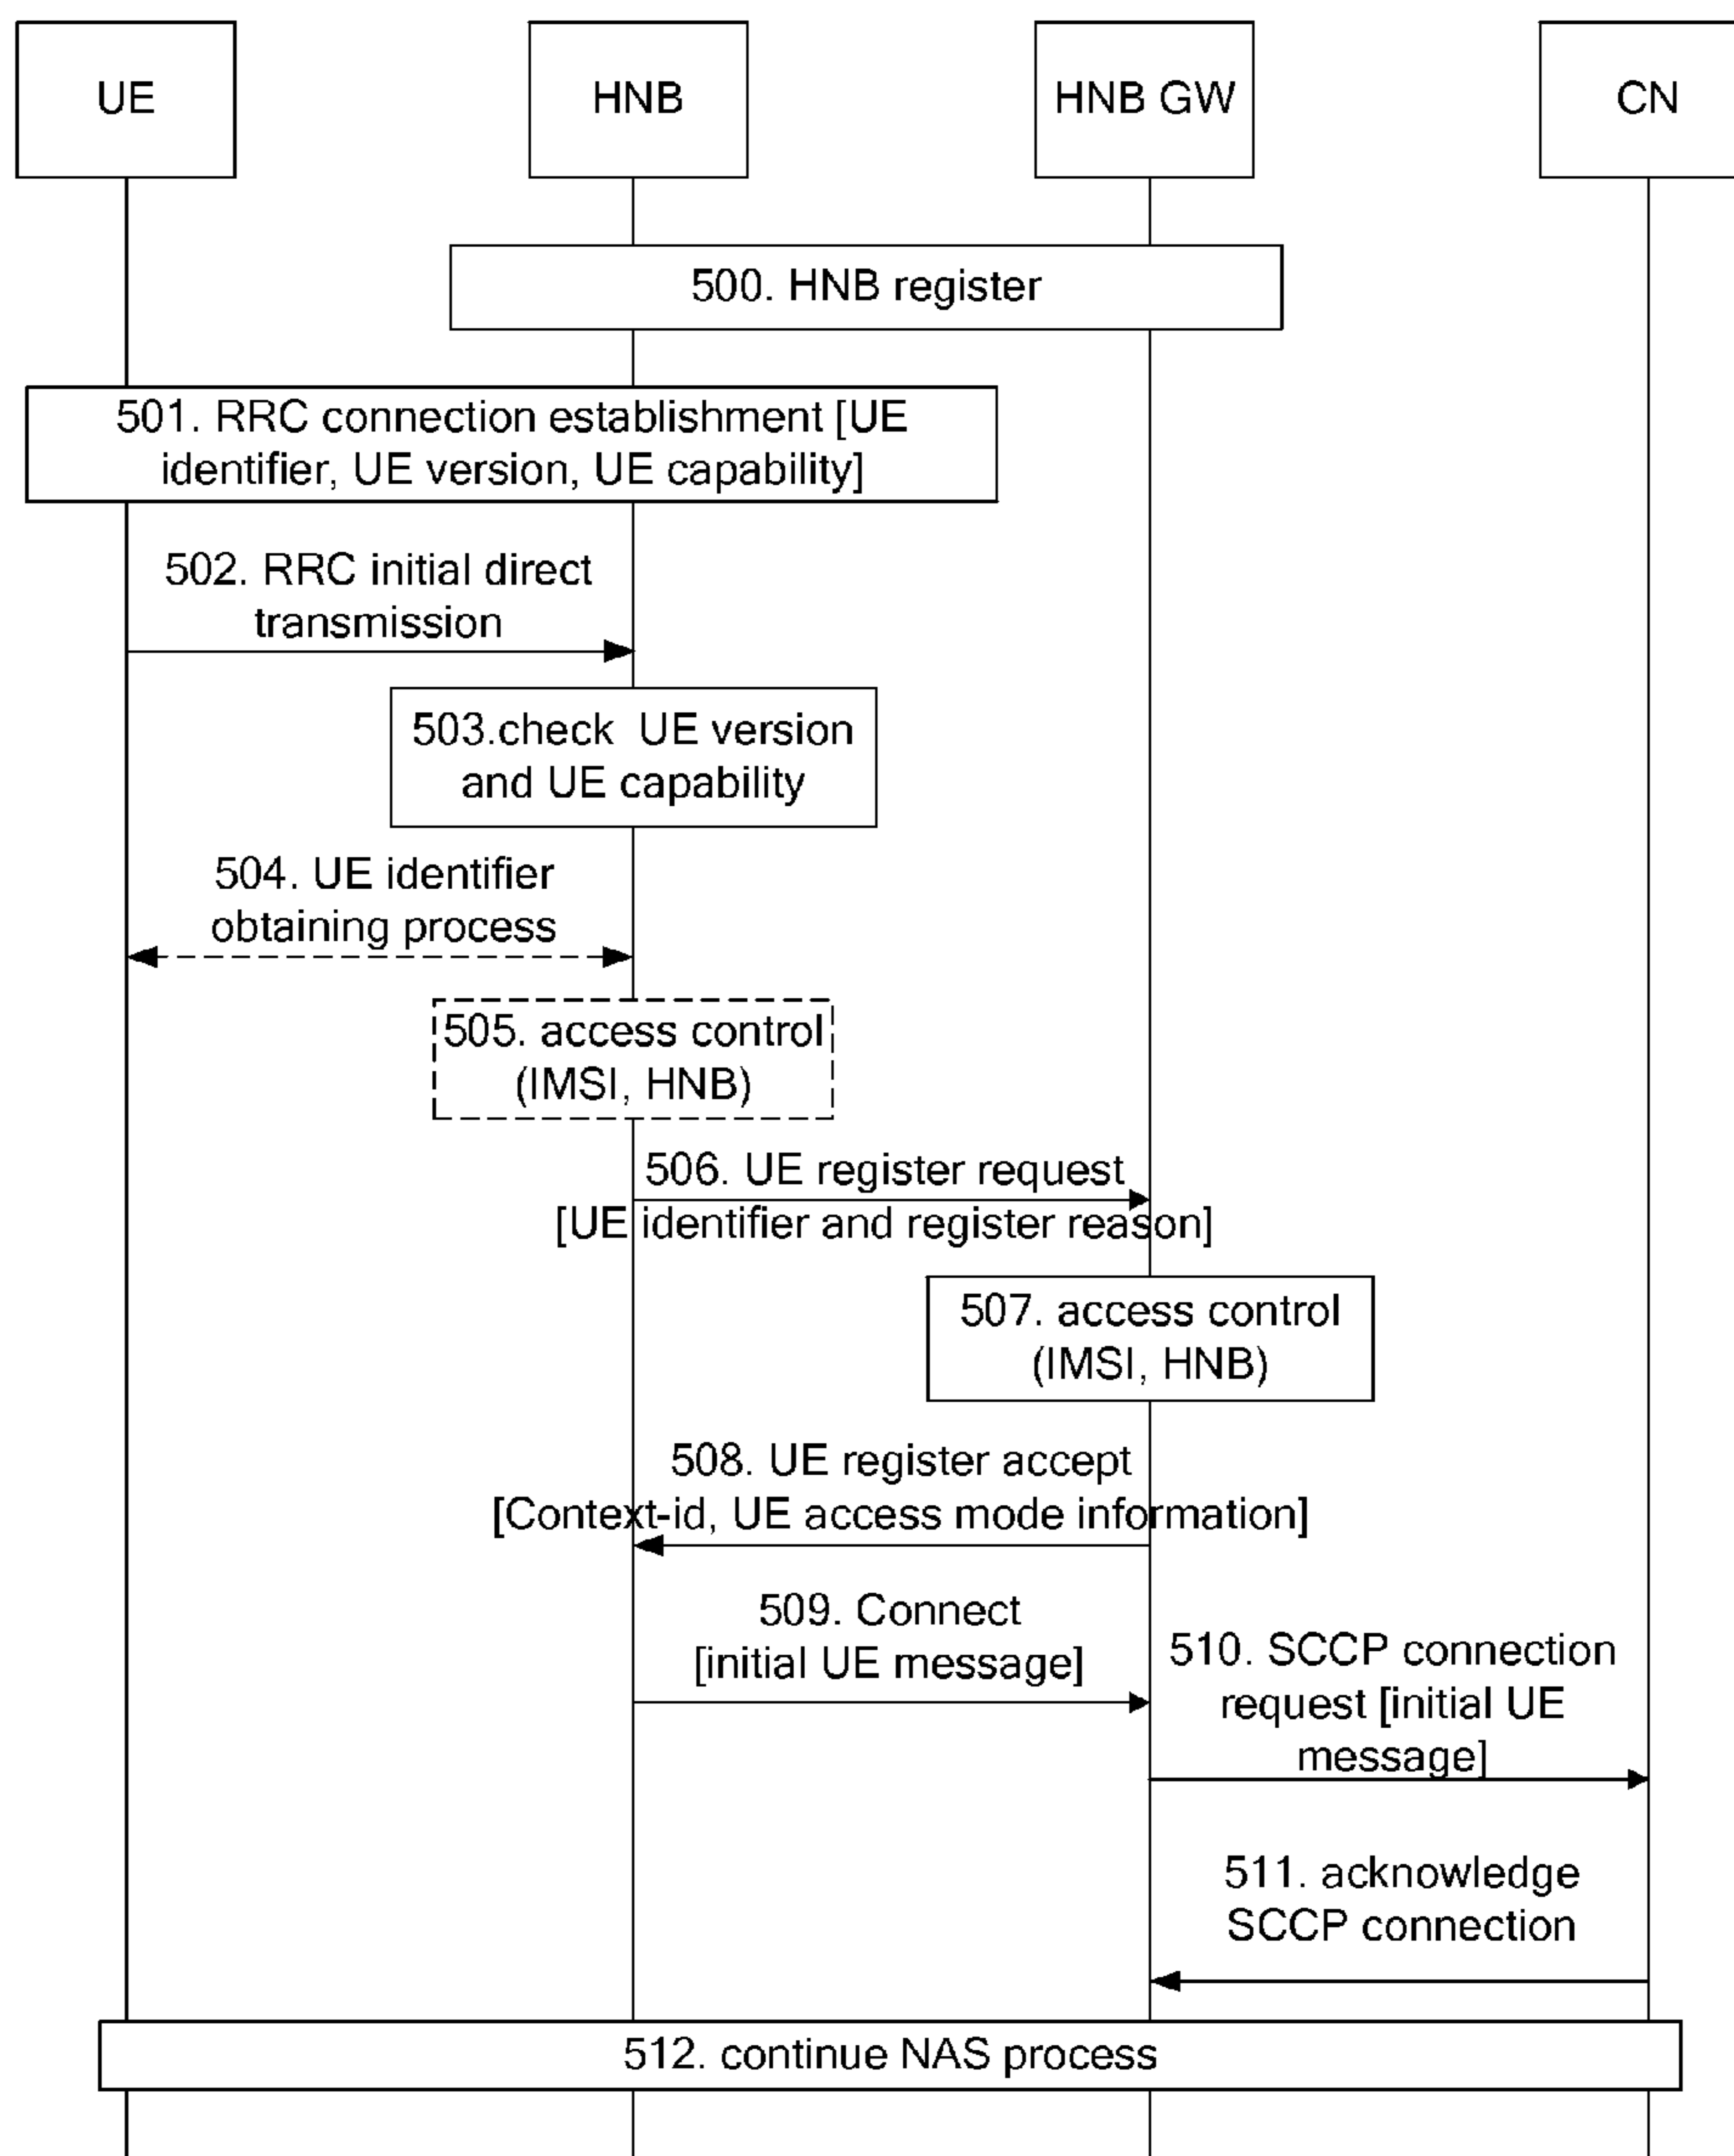 UE
HNB
HNB GW
CN
500. HNB register
501. RRC connection establishment [UE
identifier, UE version, UE capability]
502. RRC initial direct
transmission
503.check UE version
and UE capability
504. UE identifier
obtaining process
505. access control
(IMSI, HNB)
506. UE register request
[UE identifier and register reason]
507. access control
(IMSI, HNB)
508. UE register accept
[Context-id, UE access mode information]
509. Connect
[initial UE message]
510. SCCP connection
request [initial UE
message]
511. acknowledge
SCCP connection
512. continue NAS process